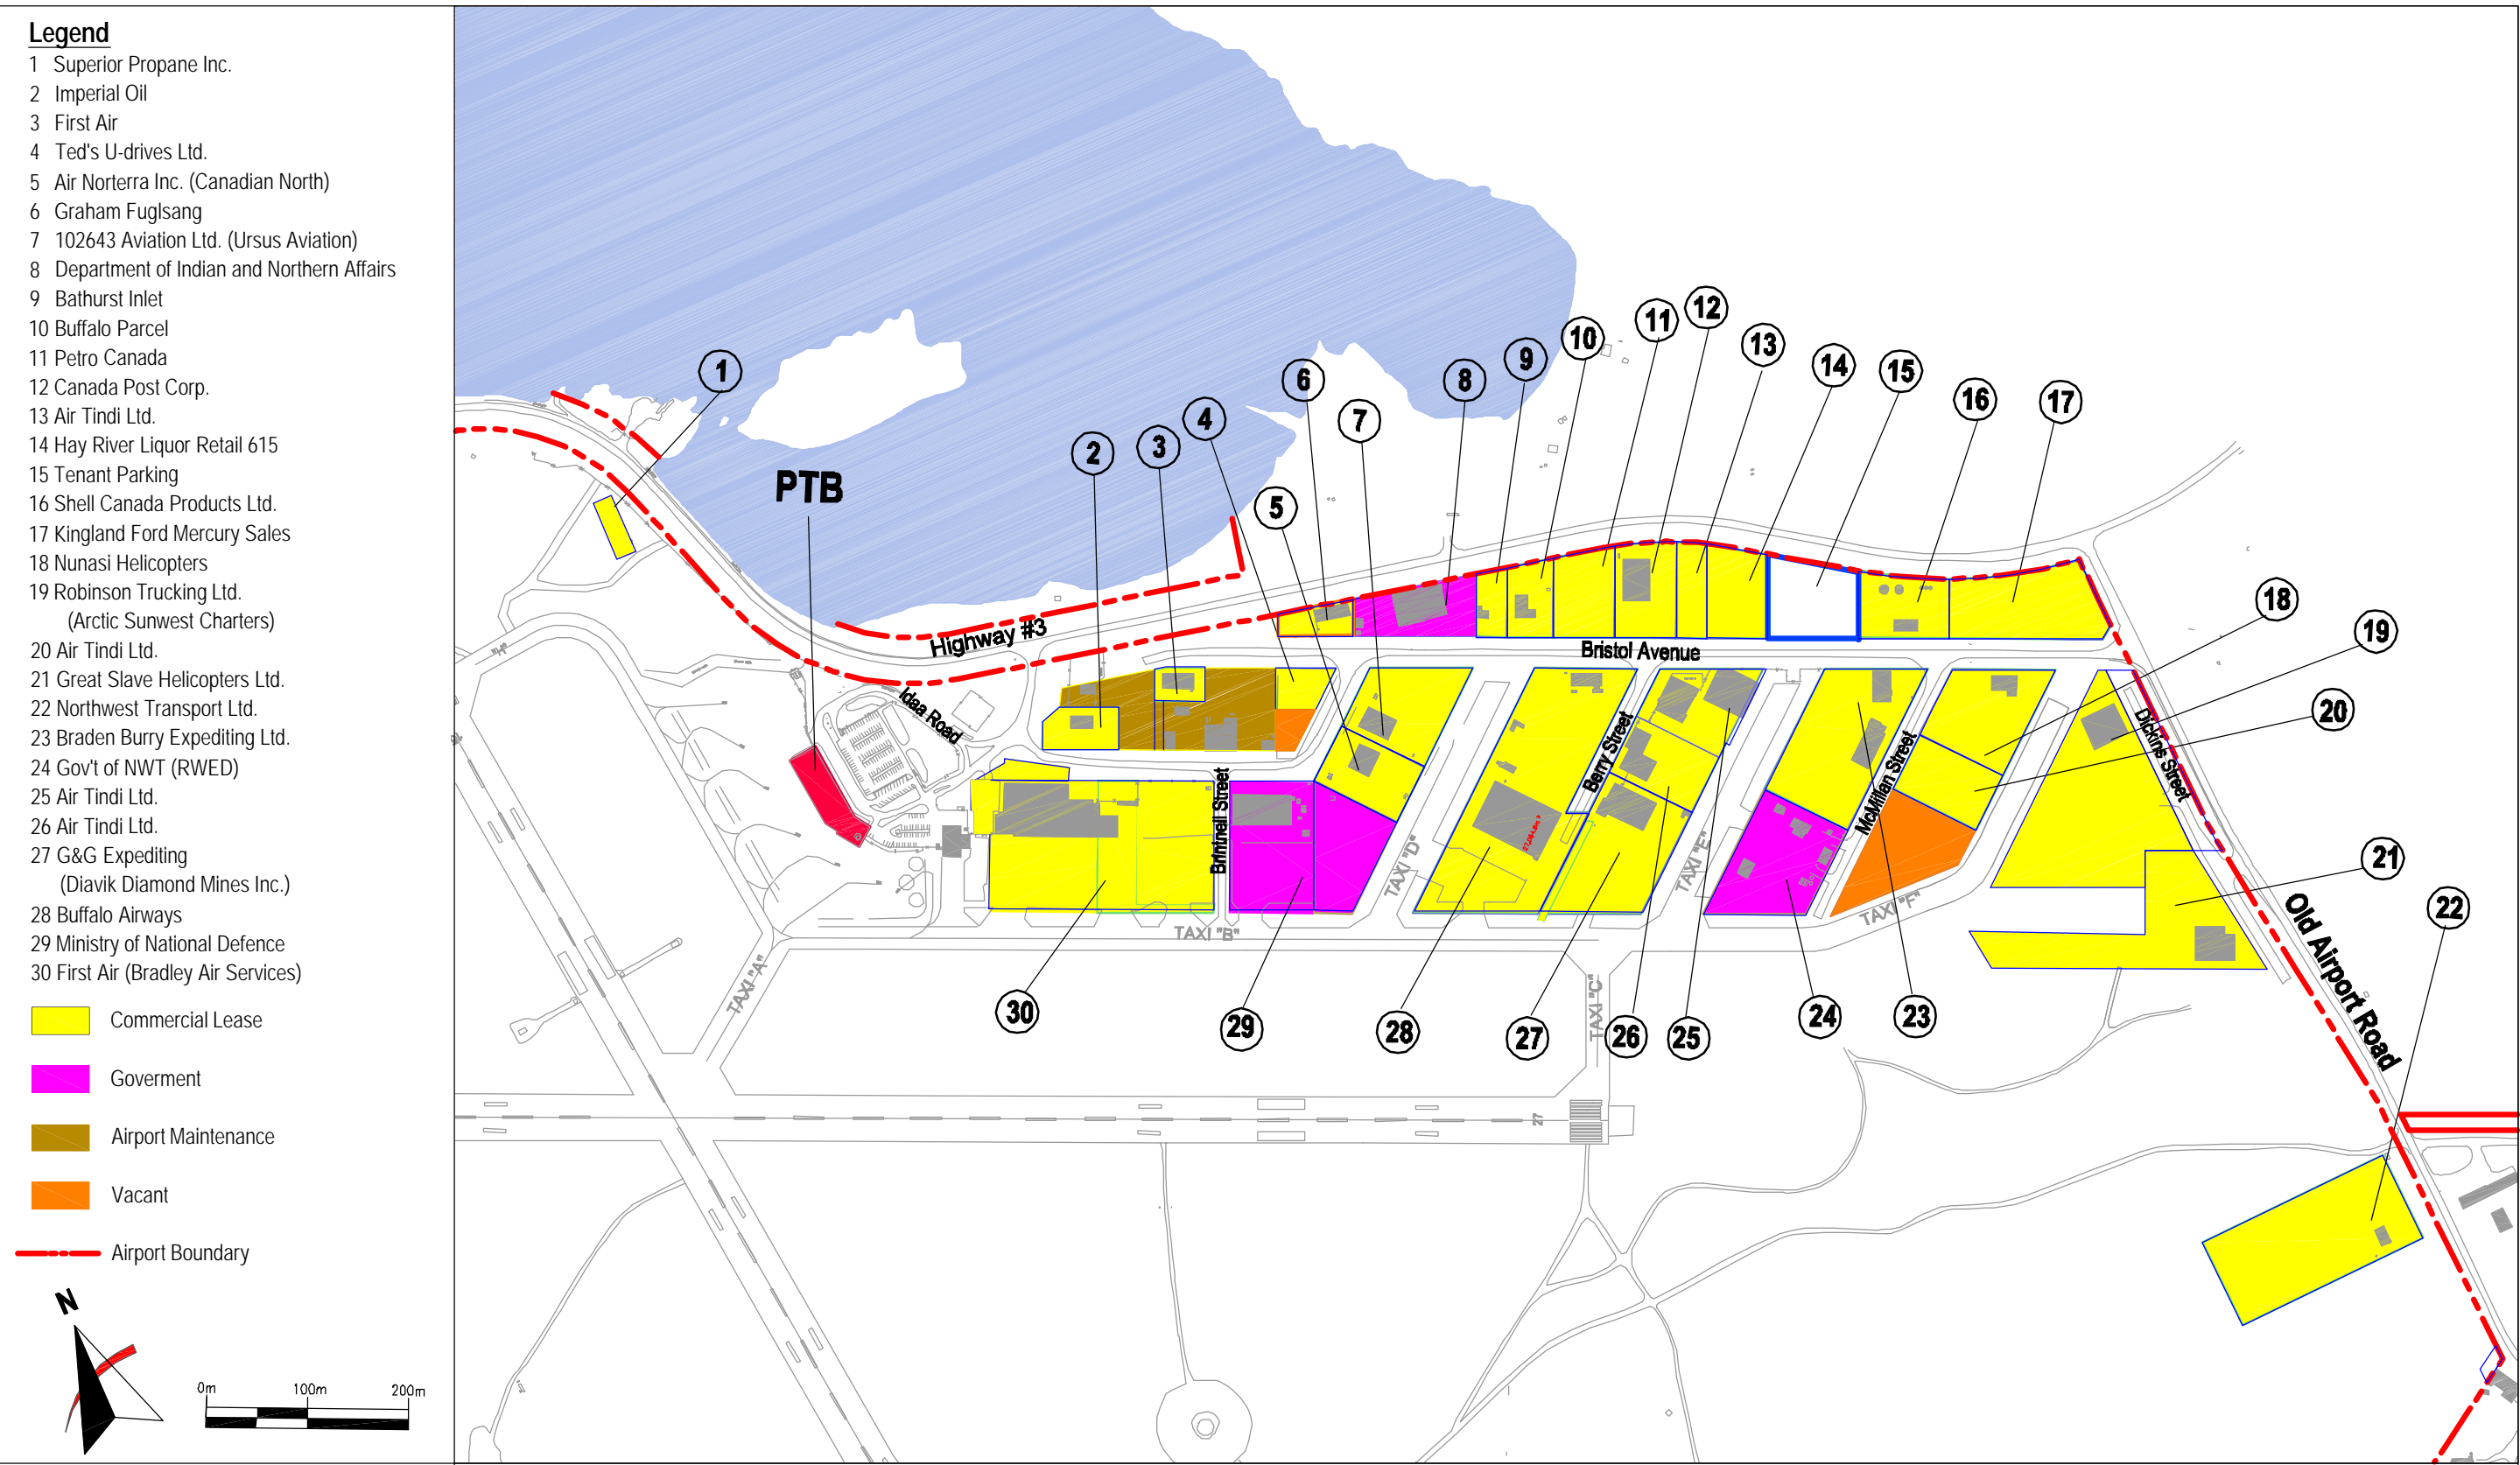 Legend
1 Superior Propane Inc.
2 Imperial Oil
3 First Air
4 Ted's U-drives Ltd.
5 Air Norterra Inc. (Canadian North)
6 Graham Fuglsang
7 102643 Aviation Ltd. (Ursus Aviation)
8 Department of Indian and Northern Affairs
9 Bathurst Inlet
10 Buffalo Parcel
11 Petro Canada
12 Canada Post Corp.
13 Air Tindi Ltd.
14 Hay River Liquor Retail 615
15 Tenant Parking
16 Shell Canada Products Ltd.
17 Kingland Ford Mercury Sales
18 Nunasi Helicopters
19 Robinson Trucking Ltd.
(Arctic Sunwest Charters)
20 Air Tindi Ltd.
21 Great Slave Helicopters Ltd.
22 Northwest Transport Ltd.
23 Braden Burry Expediting Ltd.
24 Gov't of NWT (RWED)
25 Air Tindi Ltd.
26 Air Tindi Ltd.
27 G&G Expediting
(Diavik Diamond Mines Inc.)
28 Buffalo Airways
29 Ministry of National Defence
30 First Air (Bradley Air Services)
Commercial Lease
Goverment
Airport Maintenance
Vacant
Airport Boundary
N
0m 100m 200m
1
2
3
4
5
6
7
8
9
10
11
12
13
14
15
16
17
18
19
20
21
22
23
24
25
26
27
28
29
30
PTB
Highway #3
Idaa Road
Bristol Avenue
Brintnell Street
Berry Street
McMillan Street
Dickins Street
Old Airport Road
TAXI "A"
TAXI "B"
TAXI "C"
TAXI "D"
TAXI "E"
TAXI "F"
27